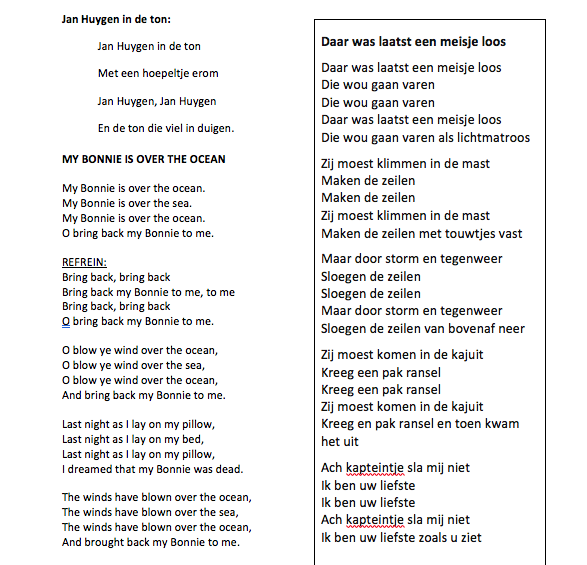 Jan Huygen in de ton:
Jan Huygen in de ton
Met een hoepeltje erom
Jan Huygen, Jan Huygen
En de ton die viel in duigen.
MY BONNIE IS OVER THE OCEAN
My Bonnie is over the ocean.
My Bonnie is over the sea.
My Bonnie is over the ocean.
O bring back my Bonnie to me.
REFREIN:
Bring back, bring back
Bring back my Bonnie to me, to me
Bring back, bring back
O bring back my Bonnie to me.
O blow ye wind over the ocean,
O blow ye wind over the sea,
O blow ye wind over the ocean,
And bring back my Bonnie to me.
Last night as I lay on my pillow,
Last night as I lay on my bed,
Last night as I lay on my pillow,
I dreamed that my Bonnie was dead.
The winds have blown over the ocean,
The winds have blown over the sea,
The winds have blown over the ocean,
And brought back my Bonnie to me.
Daar was laatst een meisje loos
Daar was laatst een meisje loos
Die wou gaan varen
Die wou gaan varen
Daar was laatst een meisje loos
Die wou gaan varen als lichtmatroos
Zij moest klimmen in de mast
Maken de zeilen
Maken de zeilen
Zij moest klimmen in de mast
Maken de zeilen met touwtjes vast
Maar door storm en tegenweer
Sloegen de zeilen
Sloegen de zeilen
Maar door storm en tegenweer
Sloegen de zeilen van bovenaf neer
Zij moest komen in de kajuit
Kreeg een pak ransel
Kreeg een pak ransel
Zij moest komen in de kajuit
Kreeg en pak ransel en toen kwam
het uit
Ach kapteintje sla mij niet
Ik ben uw liefste
Ik ben uw liefste
Ach kapteintje sla mij niet
Ik ben uw liefste zoals u ziet